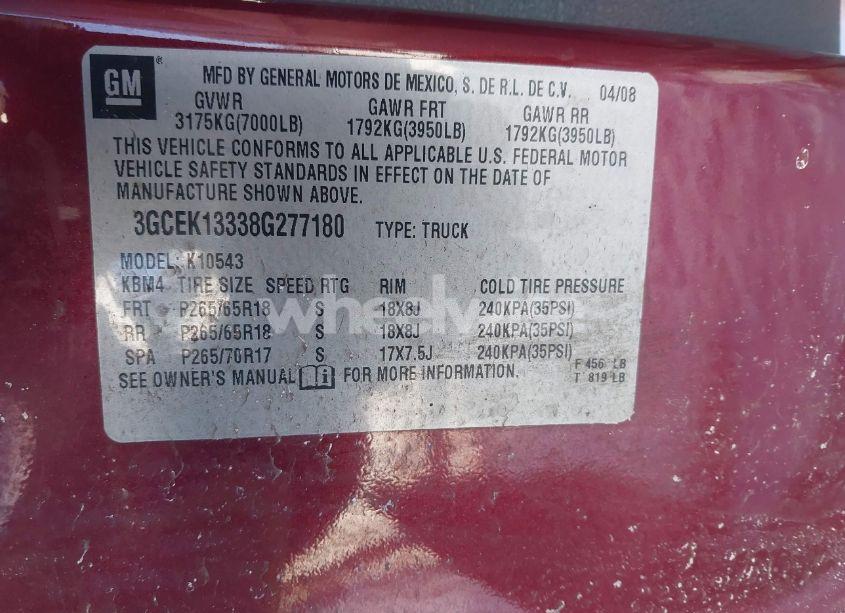 GM ®
MFD BY GENERAL MOTORS DE MEXICO, S. DE R.L. DE C.V. 04/08
GVWR GAWR FRT GAWR RR
3175KG(7000LB) 1792KG(3950LB) 1792KG(3950LB)
THIS VEHICLE CONFORMS TO ALL APPLICABLE U.S. FEDERAL MOTOR
VEHICLE SAFETY STANDARDS IN EFFECT ON THE DATE OF
MANUFACTURE SHOWN ABOVE.
3GCEK13338G277180 TYPE: TRUCK
MODEL: K10543
KBM4 TIRE SIZE SPEED RTG RIM COLD TIRE PRESSURE
FRT P265/65R18 S 18X8J 240KPA(35PSI)
RR P265/65R18 S 18X8J 240KPA(35PSI)
SPA P265/70R17 S 17X7.5J 240KPA(35PSI)
SEE OWNER'S MANUAL FOR MORE INFORMATION.
F 456 LB
T 819 LB